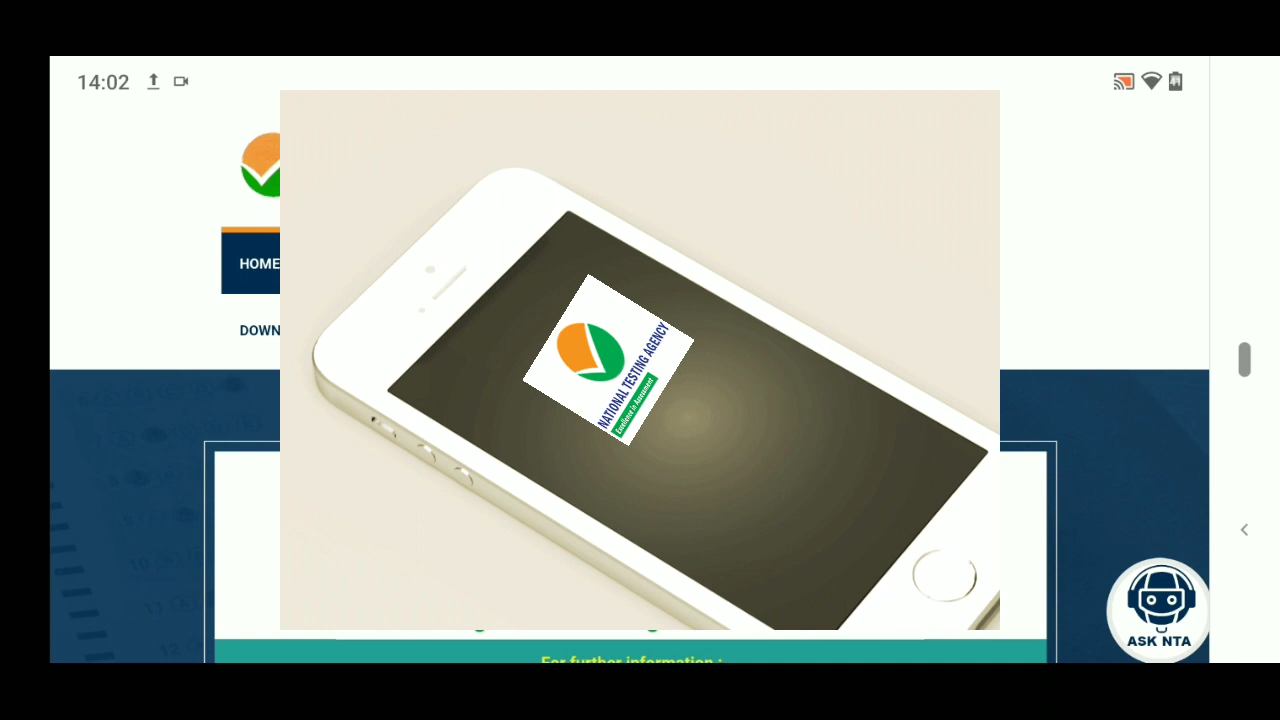 14:02
HOME
DOWN
NATIONAL TESTING AGENCY
Excellence in Assessment
ASK NTA
For further information :